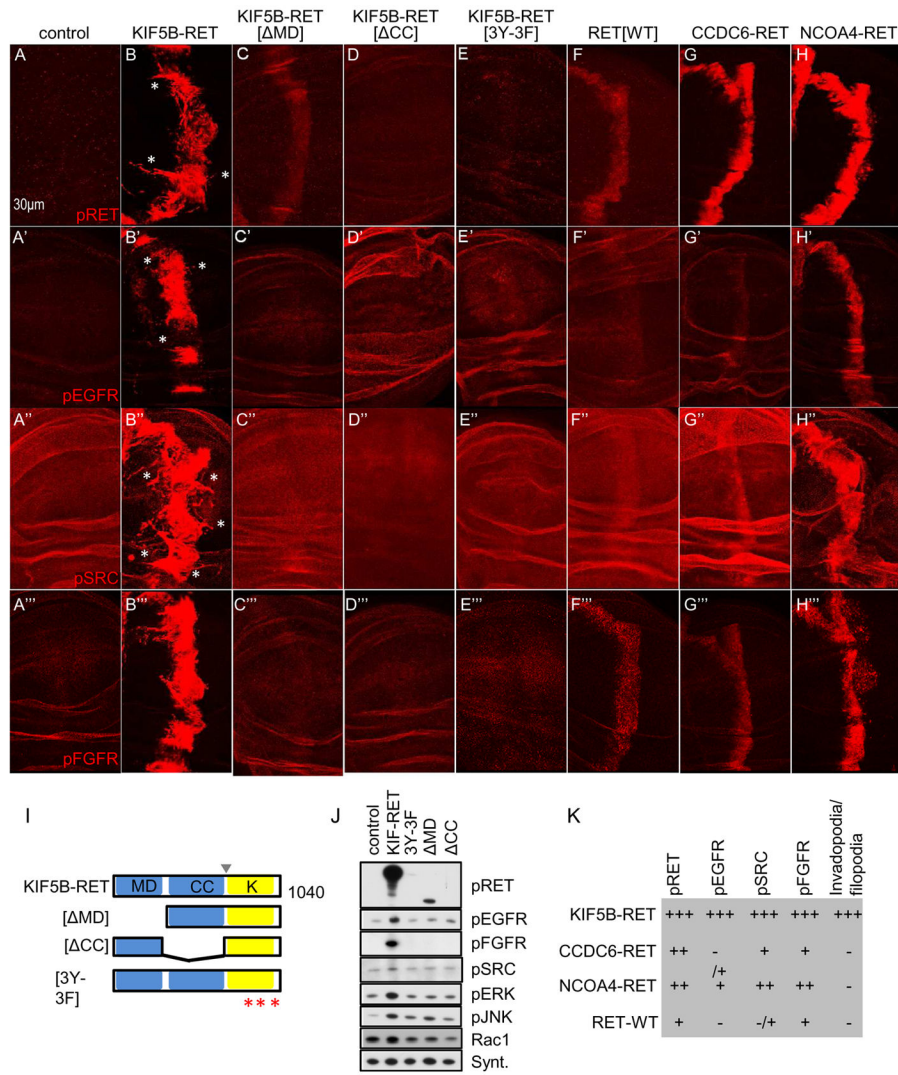 control KIF5B-RET KIF5B-RET [ΔMD] KIF5B-RET [ΔCC] KIF5B-RET [3Y-3F] RET[WT] CCDC6-RET NCOA4-RET
A B C D E F G H
* * *
30µm
pRET
A' B' C' D' E' F' G' H'
* * *
pEGFR
A'' B'' C'' D'' E'' F'' G'' H''
* * * * *
pSRC
A''' B''' C''' D''' E''' F''' G''' H'''
pFGFR
I
KIF5B-RET MD CC K 1040
[ΔMD]
[ΔCC]
[3Y-
3F]
* * *
J
control KIF-RET 3Y-3F ΔMD ΔCC
pRET
pEGFR
pFGFR
pSRC
pERK
pJNK
Rac1
Synt.
K
pRET pEGFR pSRC pFGFR Invadopodia/
filopodia
KIF5B-RET +++ +++ +++ +++ +++
CCDC6-RET ++ - + + -
/+
NCOA4-RET ++ + ++ ++ -
RET-WT + - -/+ + -